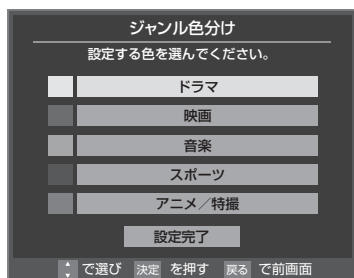 ジャンル色分け
設定する色を選んでください。
ドラマ
映画
音楽
スポーツ
アニメ／特撮
設定完了
で選び 決定 を押す 戻る で前画面